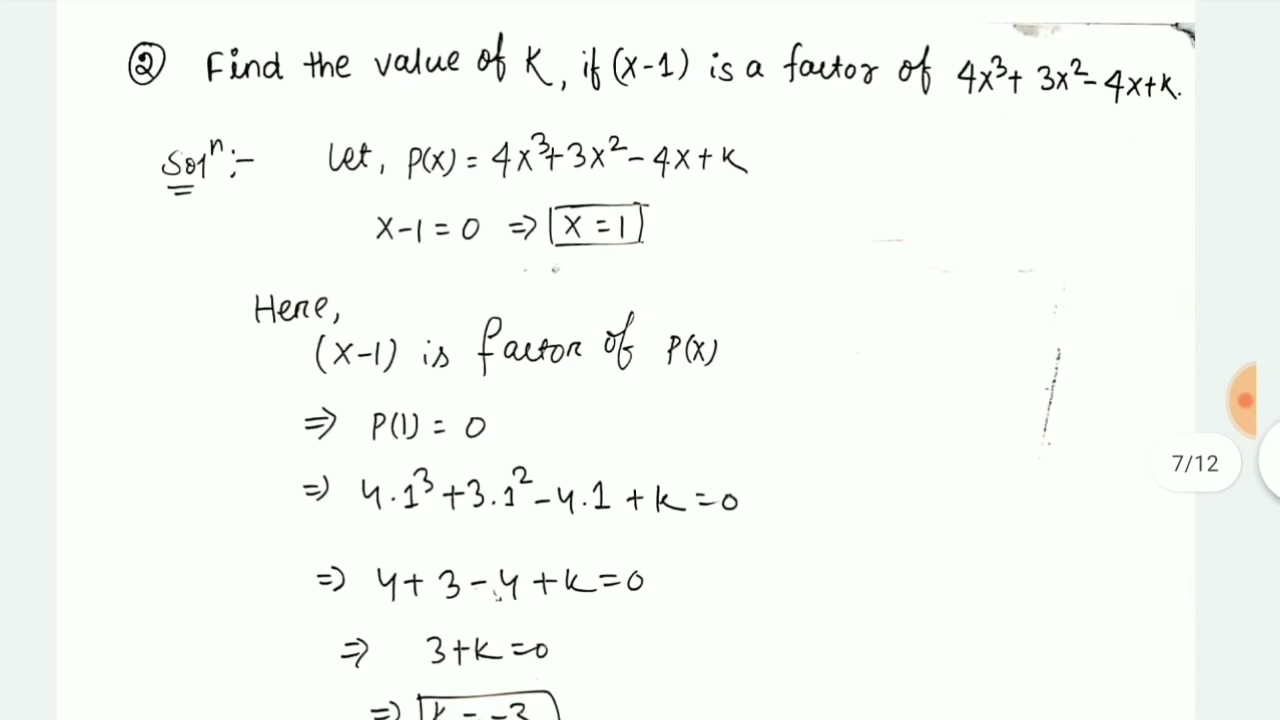 ② Find the value of K, if (x-1) is a factor of 4x³+ 3x²- 4x+k.
Solⁿ:- Let, P(x) = 4x³+3x²- 4x+k
x-1 = 0 ⇒ x = 1
Here,
(x-1) is factor of P(x)
⇒ P(1) = 0
⇒ 4.1³+3.1²-4.1 + k = 0
7/12
⇒ 4+ 3 -4 + k = 0
⇒ 3+k = 0
⇒ k = -3